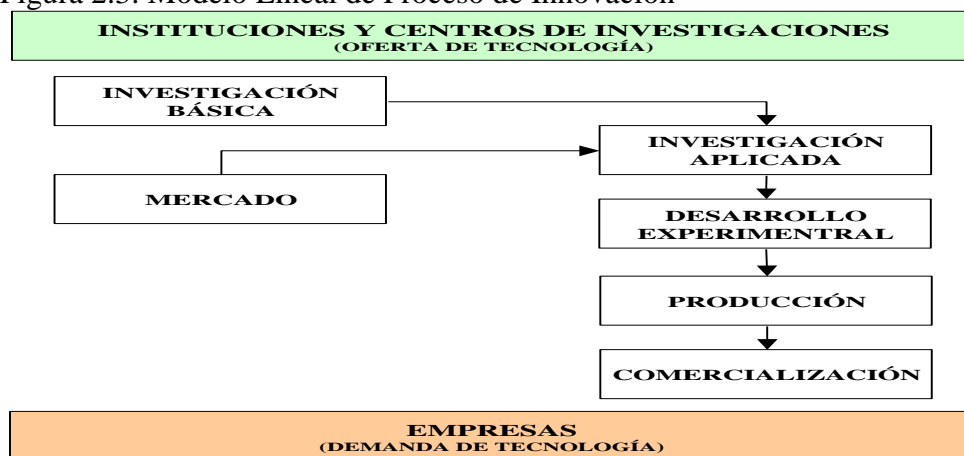 Figura 2.3: Modelo Lineal de Proceso de Innovación
INSTITUCIONES Y CENTROS DE INVESTIGACIONES
(OFERTA DE TECNOLOGÍA)
INVESTIGACIÓN
BÁSICA
INVESTIGACIÓN
APLICADA
MERCADO
DESARROLLO
EXPERIMENTRAL
PRODUCCIÓN
COMERCIALIZACIÓN
EMPRESAS
(DEMANDA DE TECNOLOGÍA)